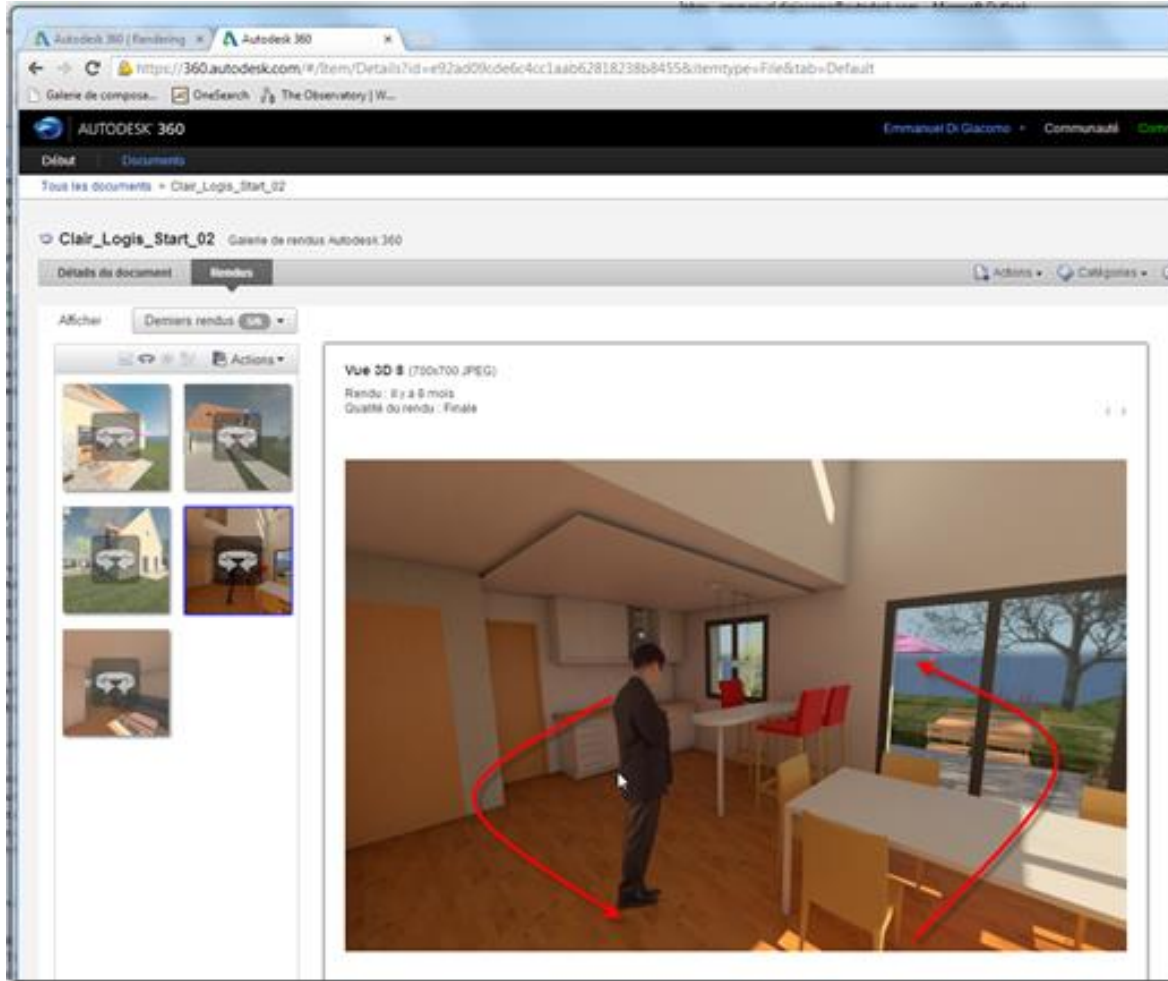 Autodesk 360 | Rendering
Autodesk 360
https://360.autodesk.com/#/Item/Details?id=e92ad09cde6c4cc1aab62818238b8455&itemtype=File&tab=Default
Galerie de composa... OneSearch The Observatory | W...
AUTODESK 360
Emmanuel Di Giacomo Communauté
Début Documents
Tous les documents » Clair_Logis_Start_02
Clair_Logis_Start_02 Galerie de rendus Autodesk 360
Détails du document Rendus Actions Catégories
Afficher Derniers rendus
Actions
Vue 3D 8 (700x700 JPEG)
Rendu : il y a 8 mois
Qualité du rendu : Finale